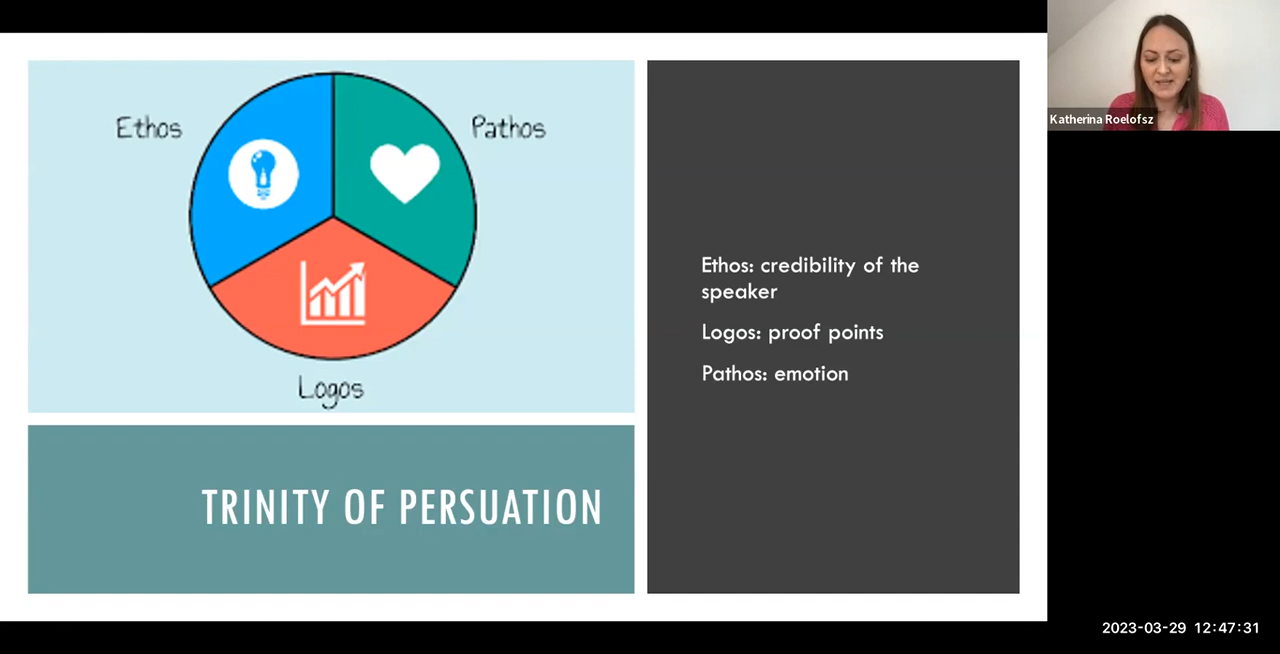 Ethos
Pathos
Logos
TRINITY OF PERSUATION
Ethos: credibility of the
speaker
Logos: proof points
Pathos: emotion
Katherina Roelofsz
2023-03-29 12:47:31